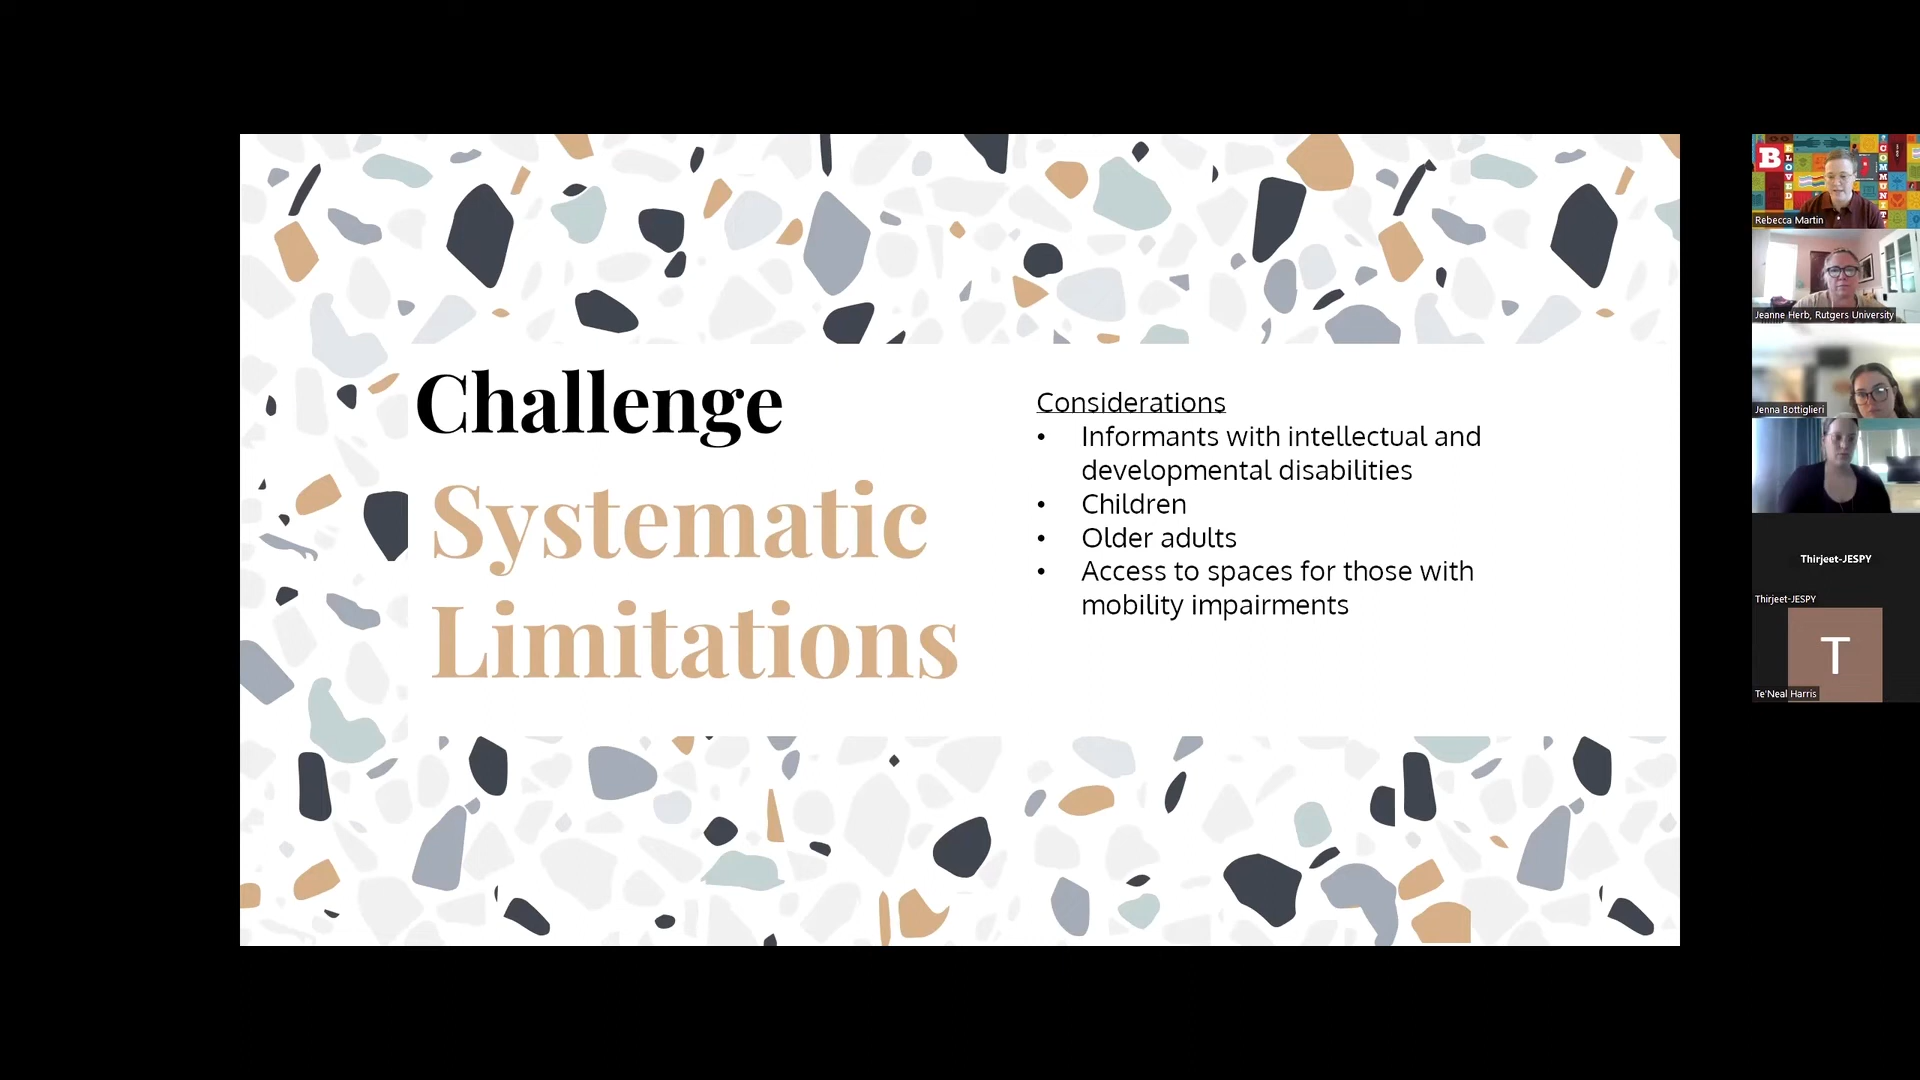 Challenge
Systematic
Limitations
Considerations
• Informants with intellectual and
developmental disabilities
• Children
• Older adults
• Access to spaces for those with
mobility impairments
B
Rebecca Martin
Jeanne Herb, Rutgers University
Jenna Bottiglieri
Thirjeet-JESPY
Thirjeet-JESPY
T
Te'Neal Harris